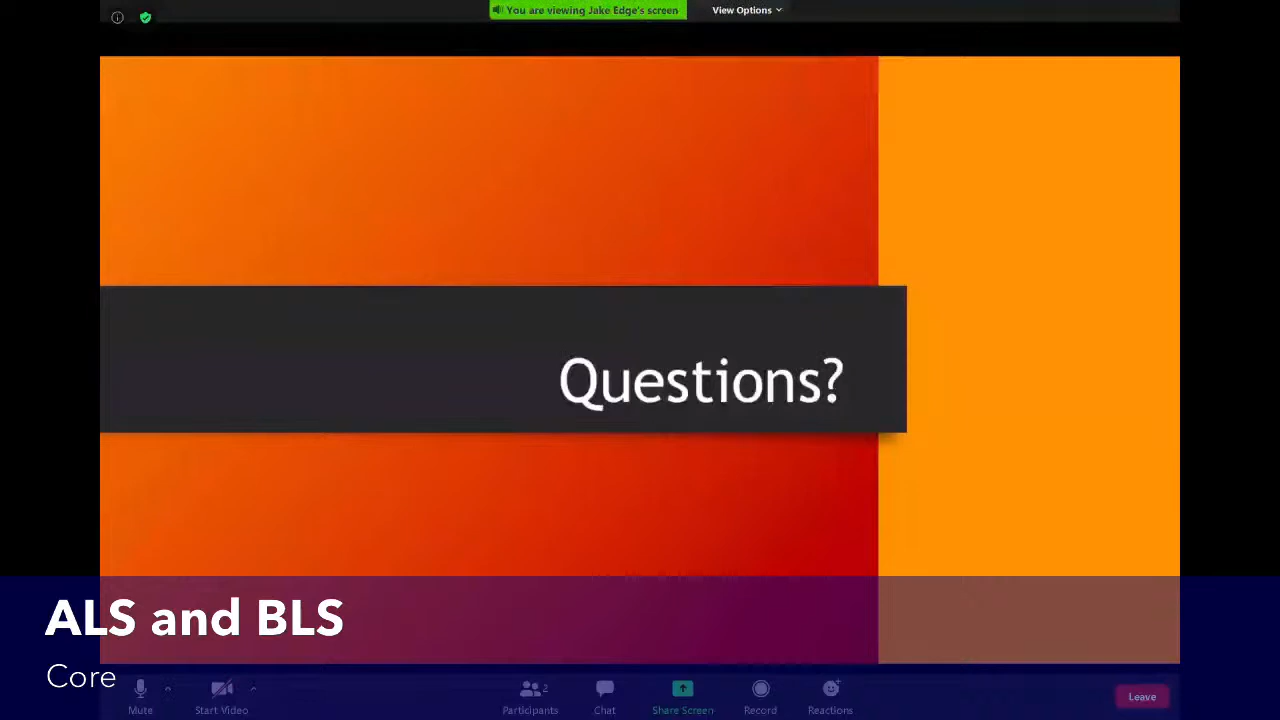 You are viewing Jake Edge's screen
View Options
Questions?
ALS and BLS
Core
Mute
Start Video
2
Participants
Chat
Share Screen
Record
Reactions
Leave